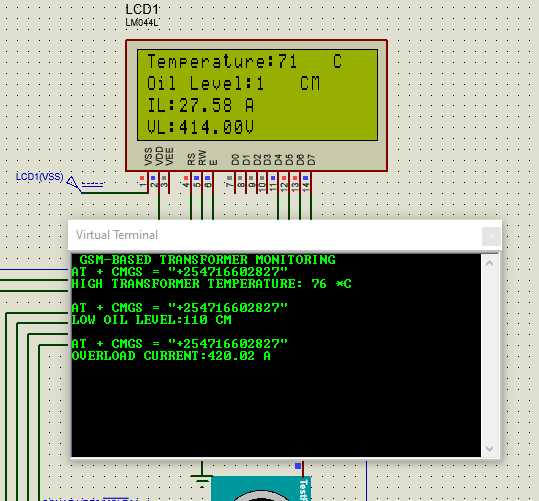 LCD1
LM044L
Temperature:71 C
Oil Level:1 CM
IL:27.58 A
VL:414.00V
VSS VDD VEE RS RW E D0 D1 D2 D3 D4 D5 D6 D7
LCD1(VSS)
1 2 3 4 5 6 7 8 9 10 11 12 13 14
Virtual Terminal
GSM-BASED TRANSFORMER MONITORING
AT + CMGS = "+254716602827"
HIGH TRANSFORMER TEMPERATURE: 76 *C
AT + CMGS = "+254716602827"
LOW OIL LEVEL:110 CM
AT + CMGS = "+254716602827"
OVERLOAD CURRENT:420.02 A